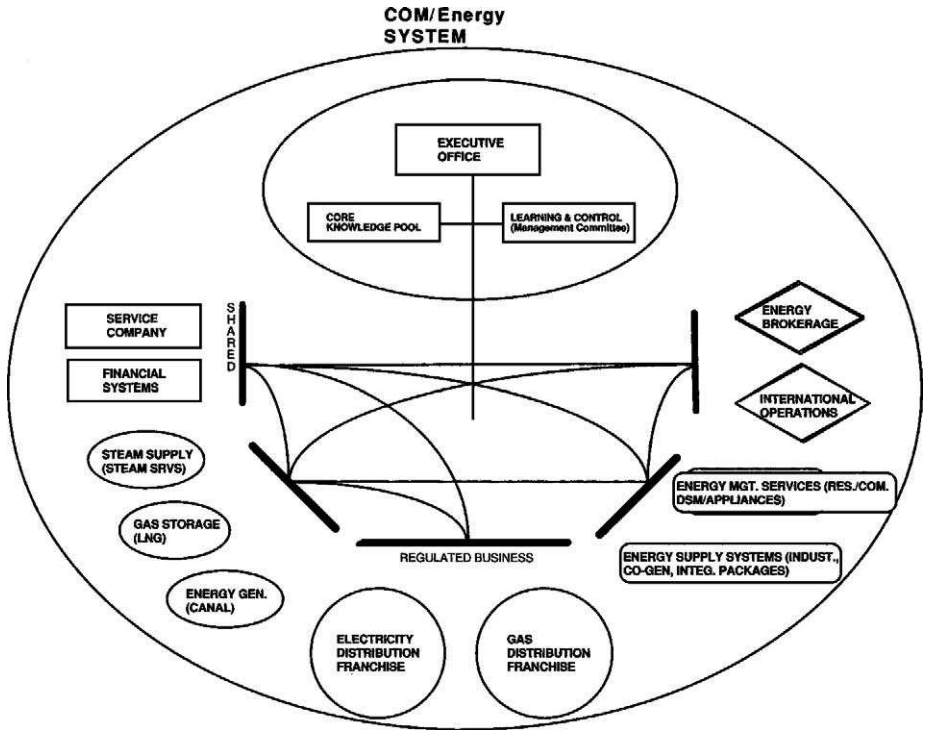 COM/Energy
SYSTEM
EXECUTIVE
OFFICE
CORE
KNOWLEDGE POOL
LEARNING & CONTROL
(Management Committee)
SHARED
SERVICE
COMPANY
FINANCIAL
SYSTEMS
ENERGY
BROKERAGE
INTERNATIONAL
OPERATIONS
STEAM SUPPLY
(STEAM SRVS)
GAS STORAGE
(LNG)
ENERGY GEN.
(CANAL)
ENERGY MGT. SERVICES (RES./COM.
DSM/APPLIANCES)
ENERGY SUPPLY SYSTEMS (INDUST.,
CO-GEN, INTEG. PACKAGES)
REGULATED BUSINESS
ELECTRICITY
DISTRIBUTION
FRANCHISE
GAS
DISTRIBUTION
FRANCHISE